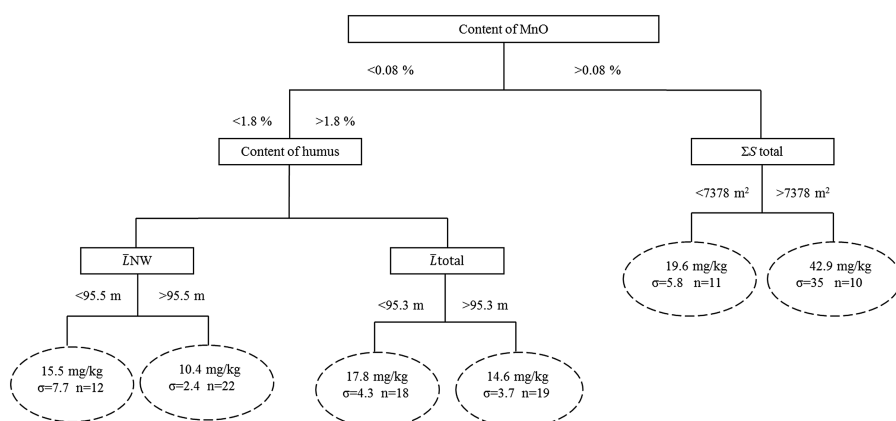 Content of MnO
<0.08 %
>0.08 %
<1.8 %
>1.8 %
Content of humus
ΣS total
<7378 m²
>7378 m²
L̄NW
L̄total
19.6 mg/kg
σ=5.8 n=11
42.9 mg/kg
σ=35 n=10
<95.5 m
>95.5 m
<95.3 m
>95.3 m
15.5 mg/kg
σ=7.7 n=12
10.4 mg/kg
σ=2.4 n=22
17.8 mg/kg
σ=4.3 n=18
14.6 mg/kg
σ=3.7 n=19